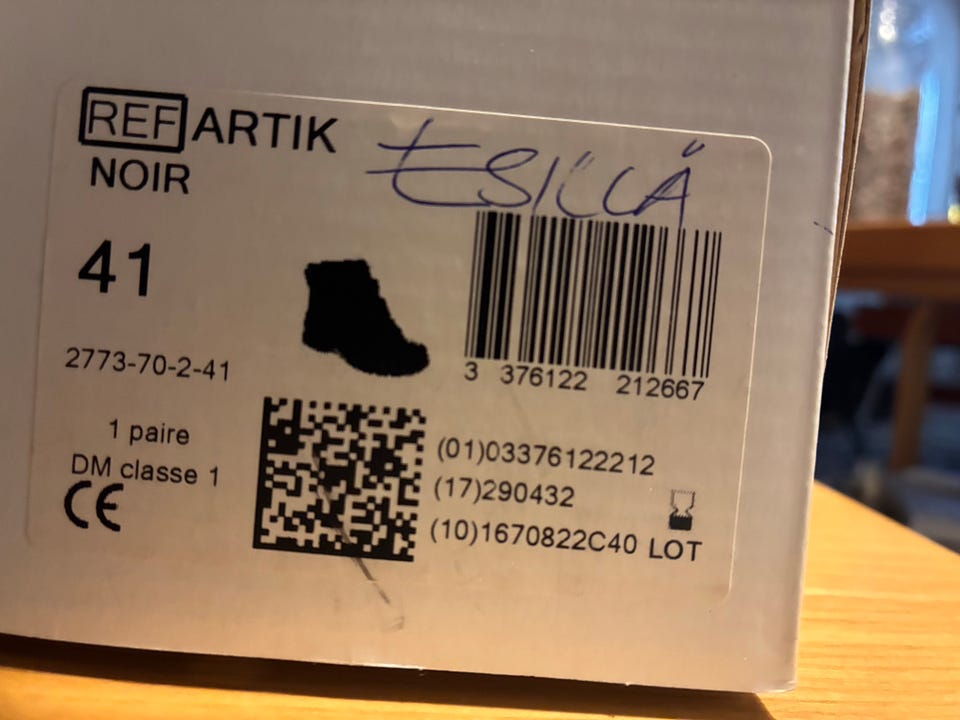 REF ARTIK
NOIR
ESILLÄ
41
3 376122 212667
2773-70-2-41
1 paire
DM classe 1
CE
(01)03376122212
(17)290432
(10)1670822C40 LOT